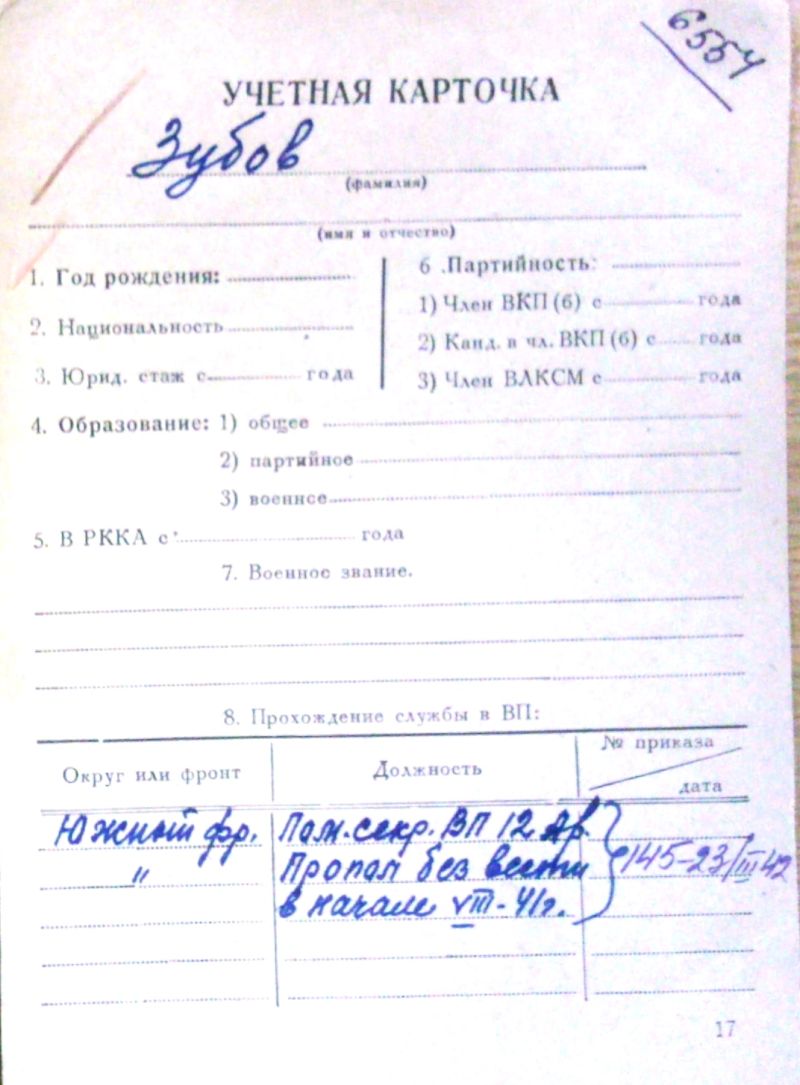 6554
УЧЕТНАЯ КАРТОЧКА
Зубов
(фамилия)
(имя и отчество)
1. Год рождения:
2. Национальность
3. Юрид. стаж с года
6. Партийность:
1) Член ВКП(б) с года
2) Канд. в чл. ВКП(б) с года
3) Член ВЛКСМ с года
4. Образование: 1) общее
2) партийное
3) военное
5. В РККА с года
7. Военное звание.
8. Прохождение службы в ВП:
Округ или фронт Должность № приказа
дата
Южный фр. Пом. секр. ВП 12 Ар.
" Пропал без вести 145-23/III 42
в начале VIII-41г.
17